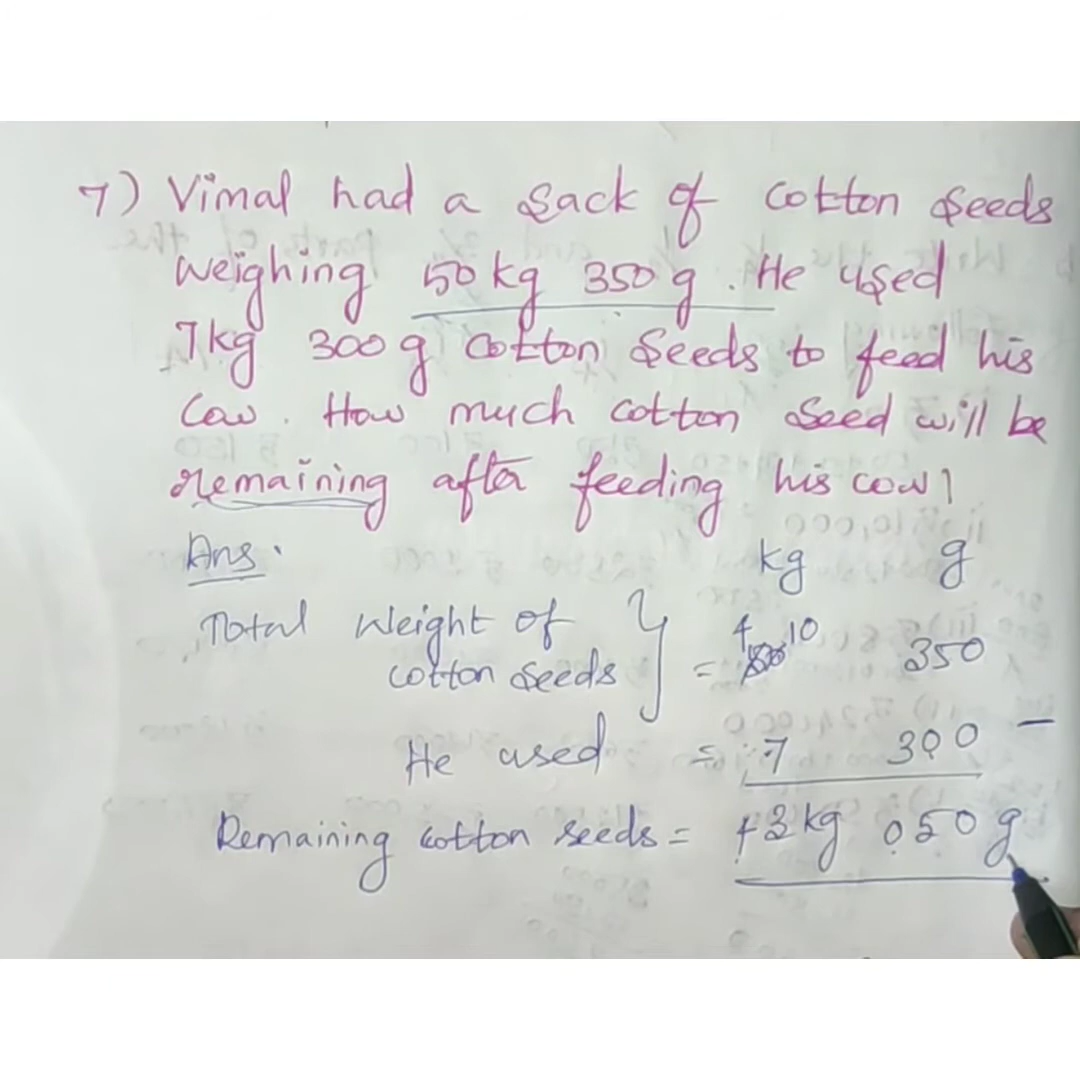 7) Vimal had a sack of cotton seeds
weighing 50 kg 350 g. He used
7kg 300 g cotton seeds to feed his
cow. How much cotton seed will be
remaining after feeding his cow?
Ans.
kg g
Total Weight of
cotton seeds } = 50 350
4 10
He used = 7 300 –
Remaining cotton seeds = 43 kg 050 g